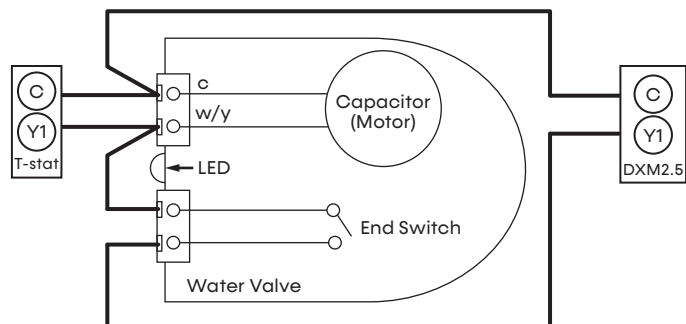 C
Y1
T-stat
c
w/y
LED
Capacitor
(Motor)
End Switch
Water Valve
C
Y1
DXM2.5